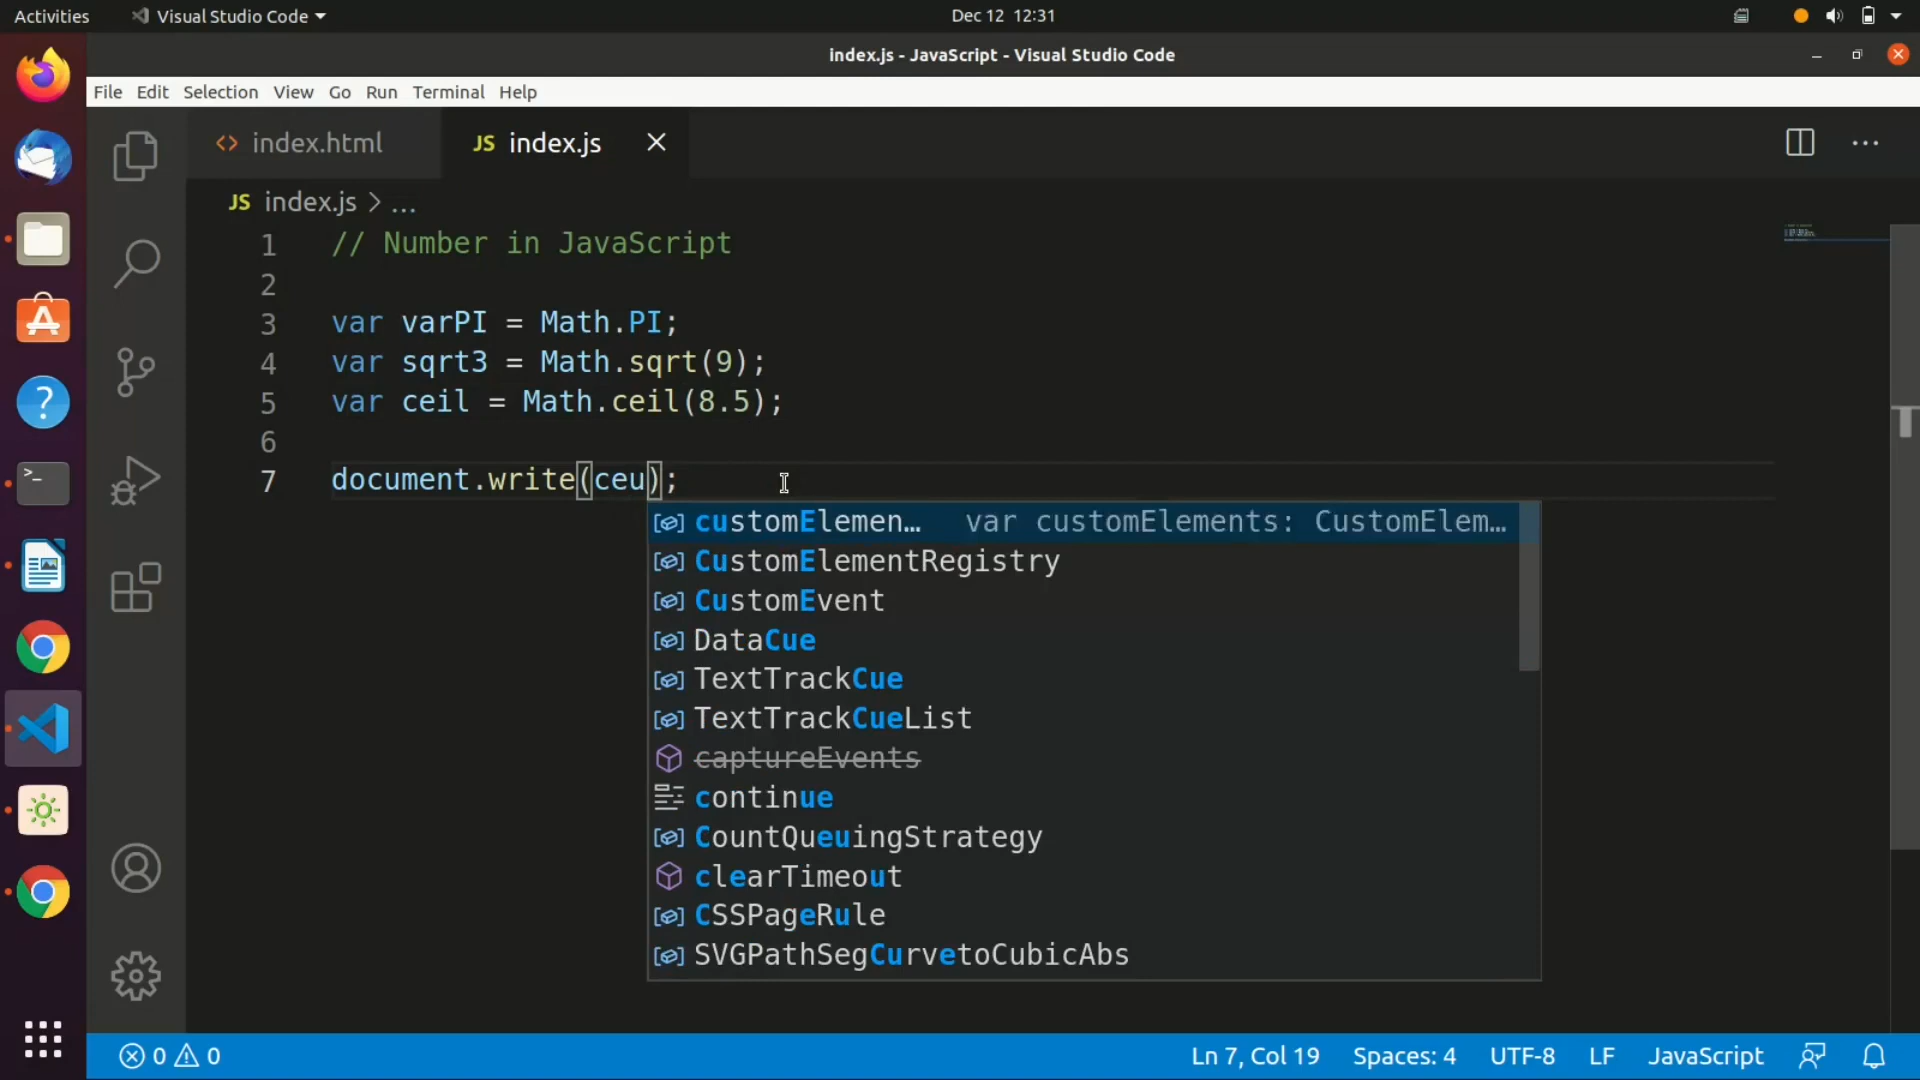 Activities Visual Studio Code Dec 12 12:31
index.js - JavaScript - Visual Studio Code
File Edit Selection View Go Run Terminal Help
<> index.html JS index.js
JS index.js > ...
1 // Number in JavaScript
2
3 var varPI = Math.PI;
4 var sqrt3 = Math.sqrt(9);
5 var ceil = Math.ceil(8.5);
6
7 document.write(ceu);
customElemen… var customElements: CustomElem…
CustomElementRegistry
CustomEvent
DataCue
TextTrackCue
TextTrackCueList
captureEvents
continue
CountQueuingStrategy
clearTimeout
CSSPageRule
SVGPathSegCurvetoCubicAbs
0 0 Ln 7, Col 19 Spaces: 4 UTF-8 LF JavaScript